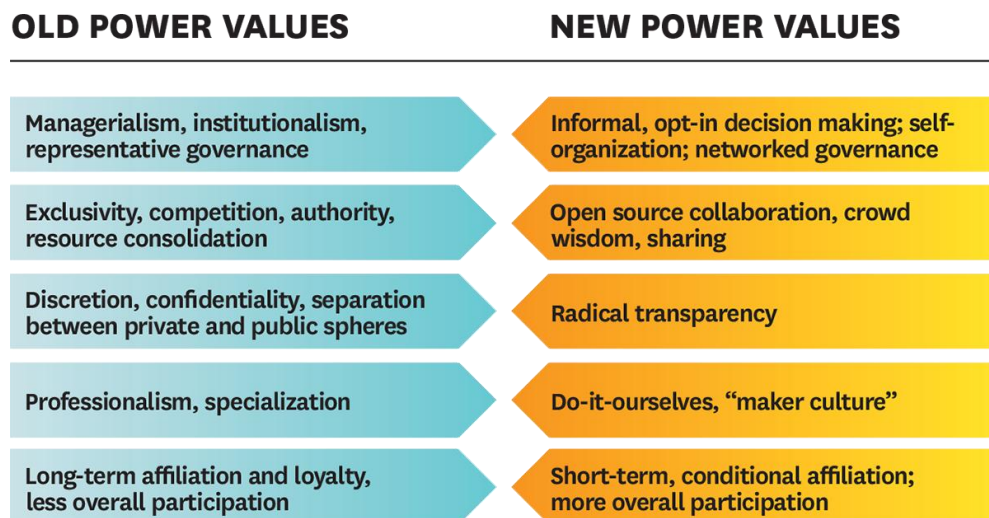 OLD POWER VALUES
NEW POWER VALUES
Managerialism, institutionalism,
representative governance
Informal, opt-in decision making; self-
organization; networked governance
Exclusivity, competition, authority,
resource consolidation
Open source collaboration, crowd
wisdom, sharing
Discretion, confidentiality, separation
between private and public spheres
Radical transparency
Professionalism, specialization
Do-it-ourselves, “maker culture”
Long-term affiliation and loyalty,
less overall participation
Short-term, conditional affiliation;
more overall participation